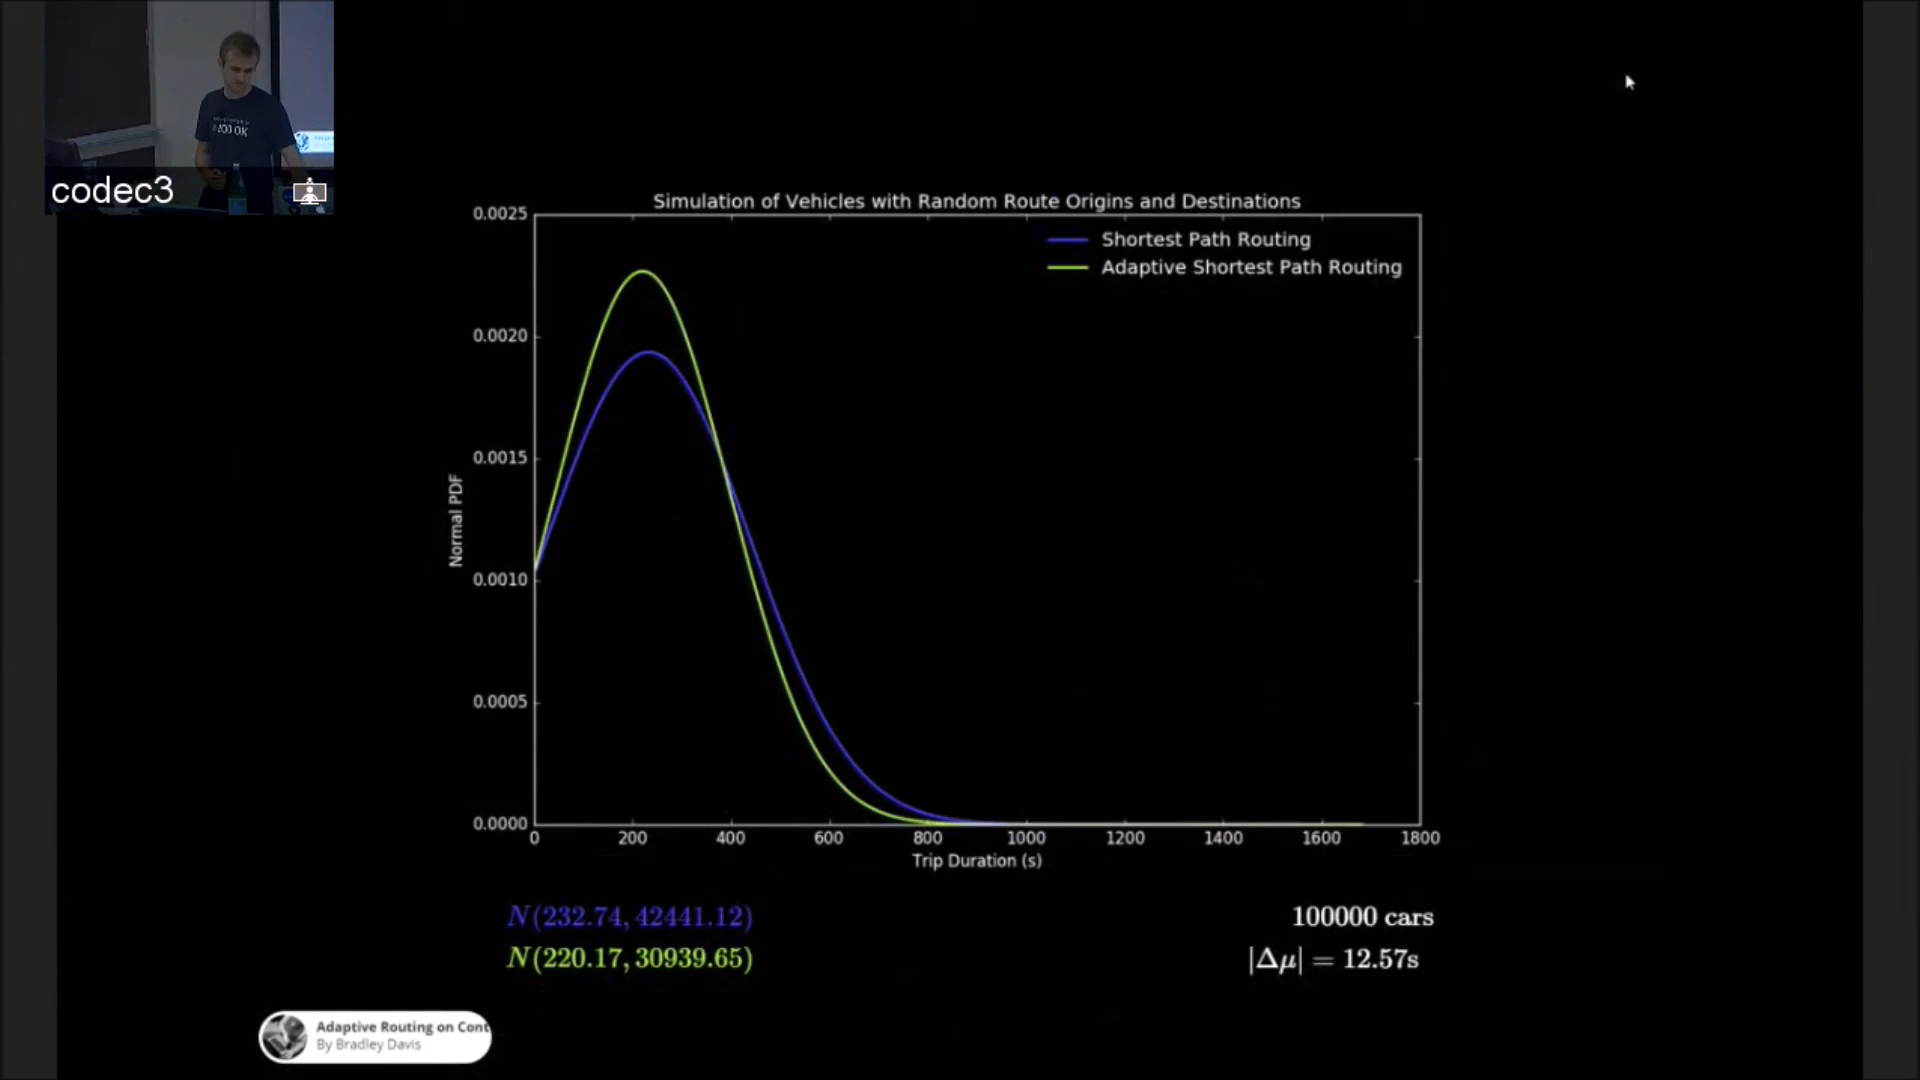 200 OK
codec3
Simulation of Vehicles with Random Route Origins and Destinations
Shortest Path Routing
Adaptive Shortest Path Routing
0.0025
0.0020
0.0015
0.0010
0.0005
0.0000
Normal PDF
0 200 400 600 800 1000 1200 1400 1600 1800
Trip Duration (s)
N(232.74, 42441.12)
100000 cars
N(220.17, 30939.65)
|Δμ| = 12.57s
Adaptive Routing on Cont
By Bradley Davis